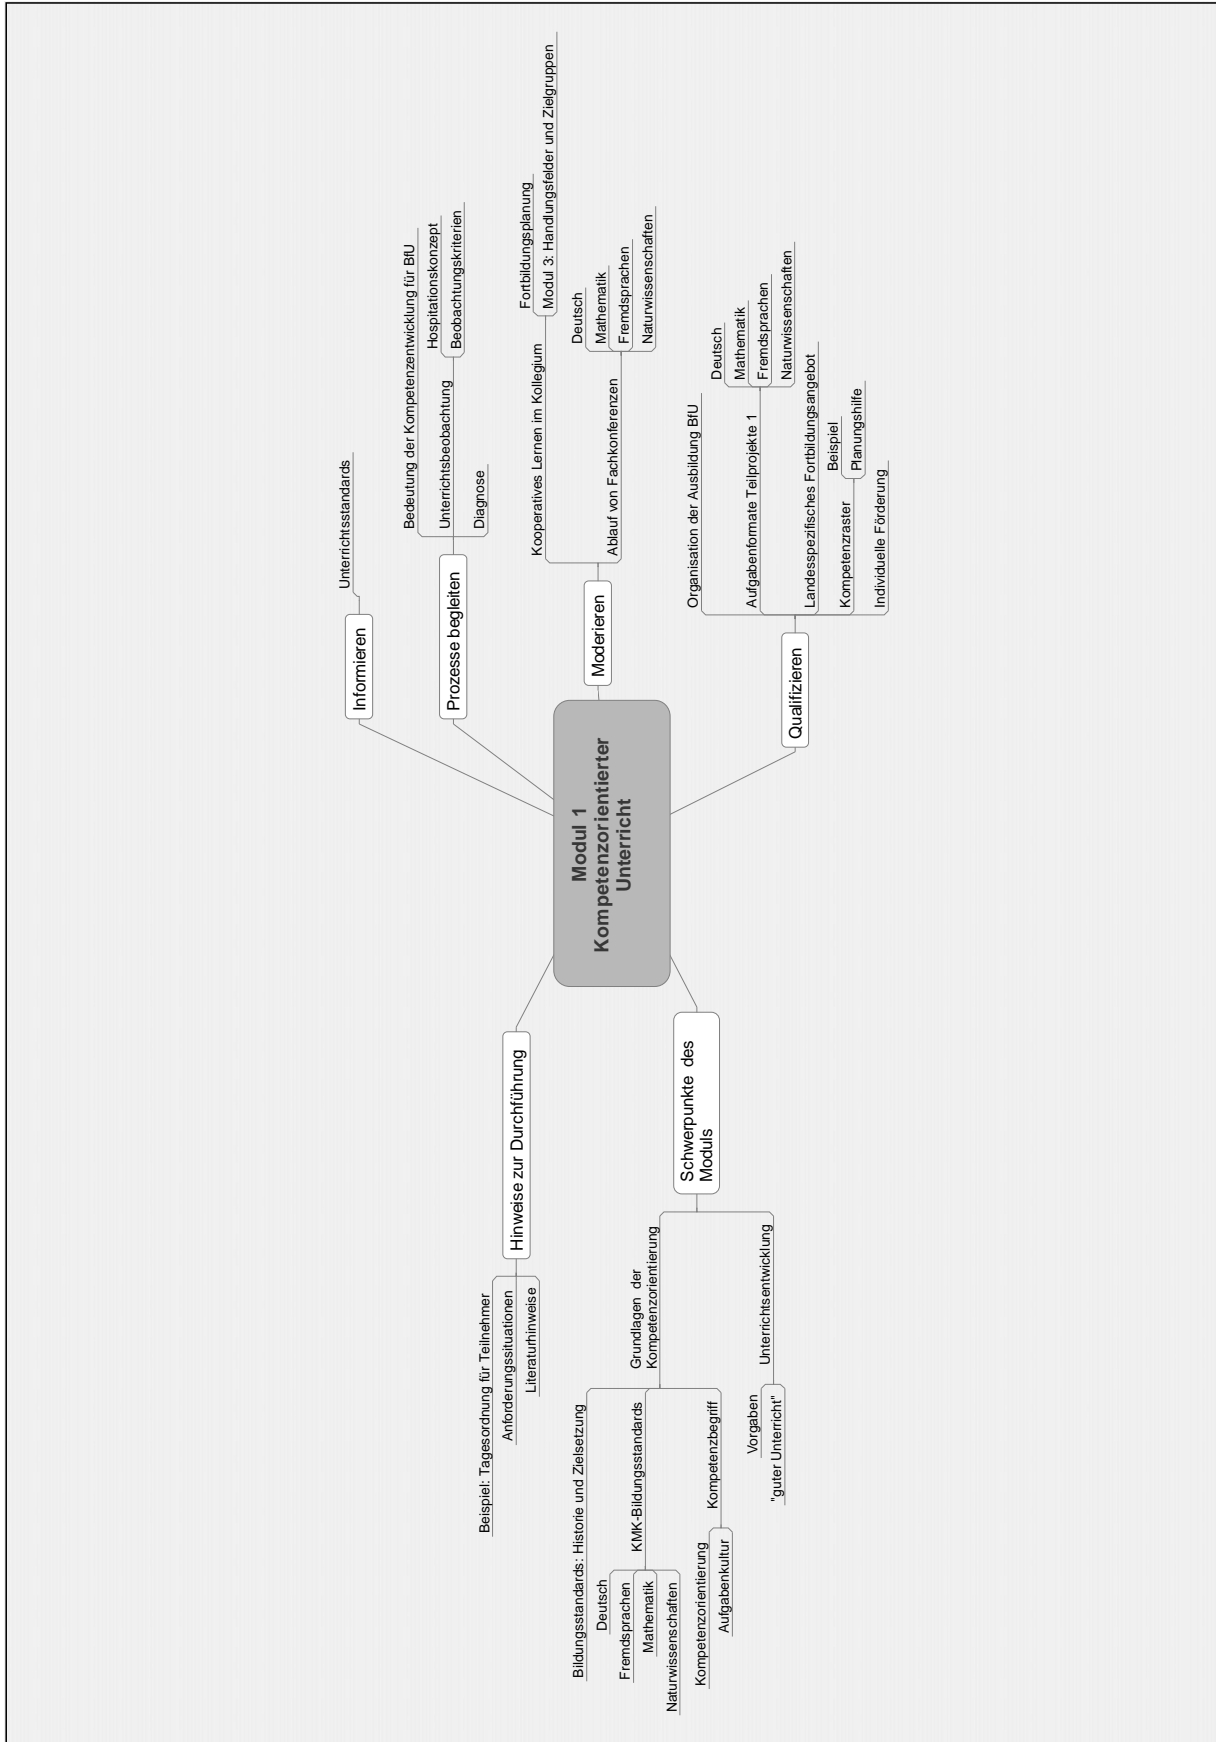 Modul 1
Kompetenzorientierter
Unterricht
Informieren
Unterrichtsstandards
Prozesse begleiten
Bedeutung der Kompetenzentwicklung für BfU
Unterrichtsbeobachtung
Hospitationskonzept
Beobachtungskriterien
Diagnose
Moderieren
Kooperatives Lernen im Kollegium
Fortbildungsplanung
Modul 3: Handlungsfelder und Zielgruppen
Ablauf von Fachkonferenzen
Deutsch
Mathematik
Fremdsprachen
Naturwissenschaften
Qualifizieren
Organisation der Ausbildung BfU
Aufgabenformate Teilprojekte 1
Deutsch
Mathematik
Fremdsprachen
Naturwissenschaften
Landesspezifisches Fortbildungsangebot
Kompetenzraster
Beispiel
Planungshilfe
Individuelle Förderung
Hinweise zur Durchführung
Beispiel: Tagesordnung für Teilnehmer
Anforderungssituationen
Literaturhinweise
Schwerpunkte des
Moduls
Grundlagen der
Kompetenzorientierung
Bildungsstandards: Historie und Zielsetzung
KMK-Bildungsstandards
Deutsch
Fremdsprachen
Mathematik
Naturwissenschaften
Kompetenzbegriff
Kompetenzorientierung
Aufgabenkultur
Unterrichtsentwicklung
Vorgaben
"guter Unterricht"